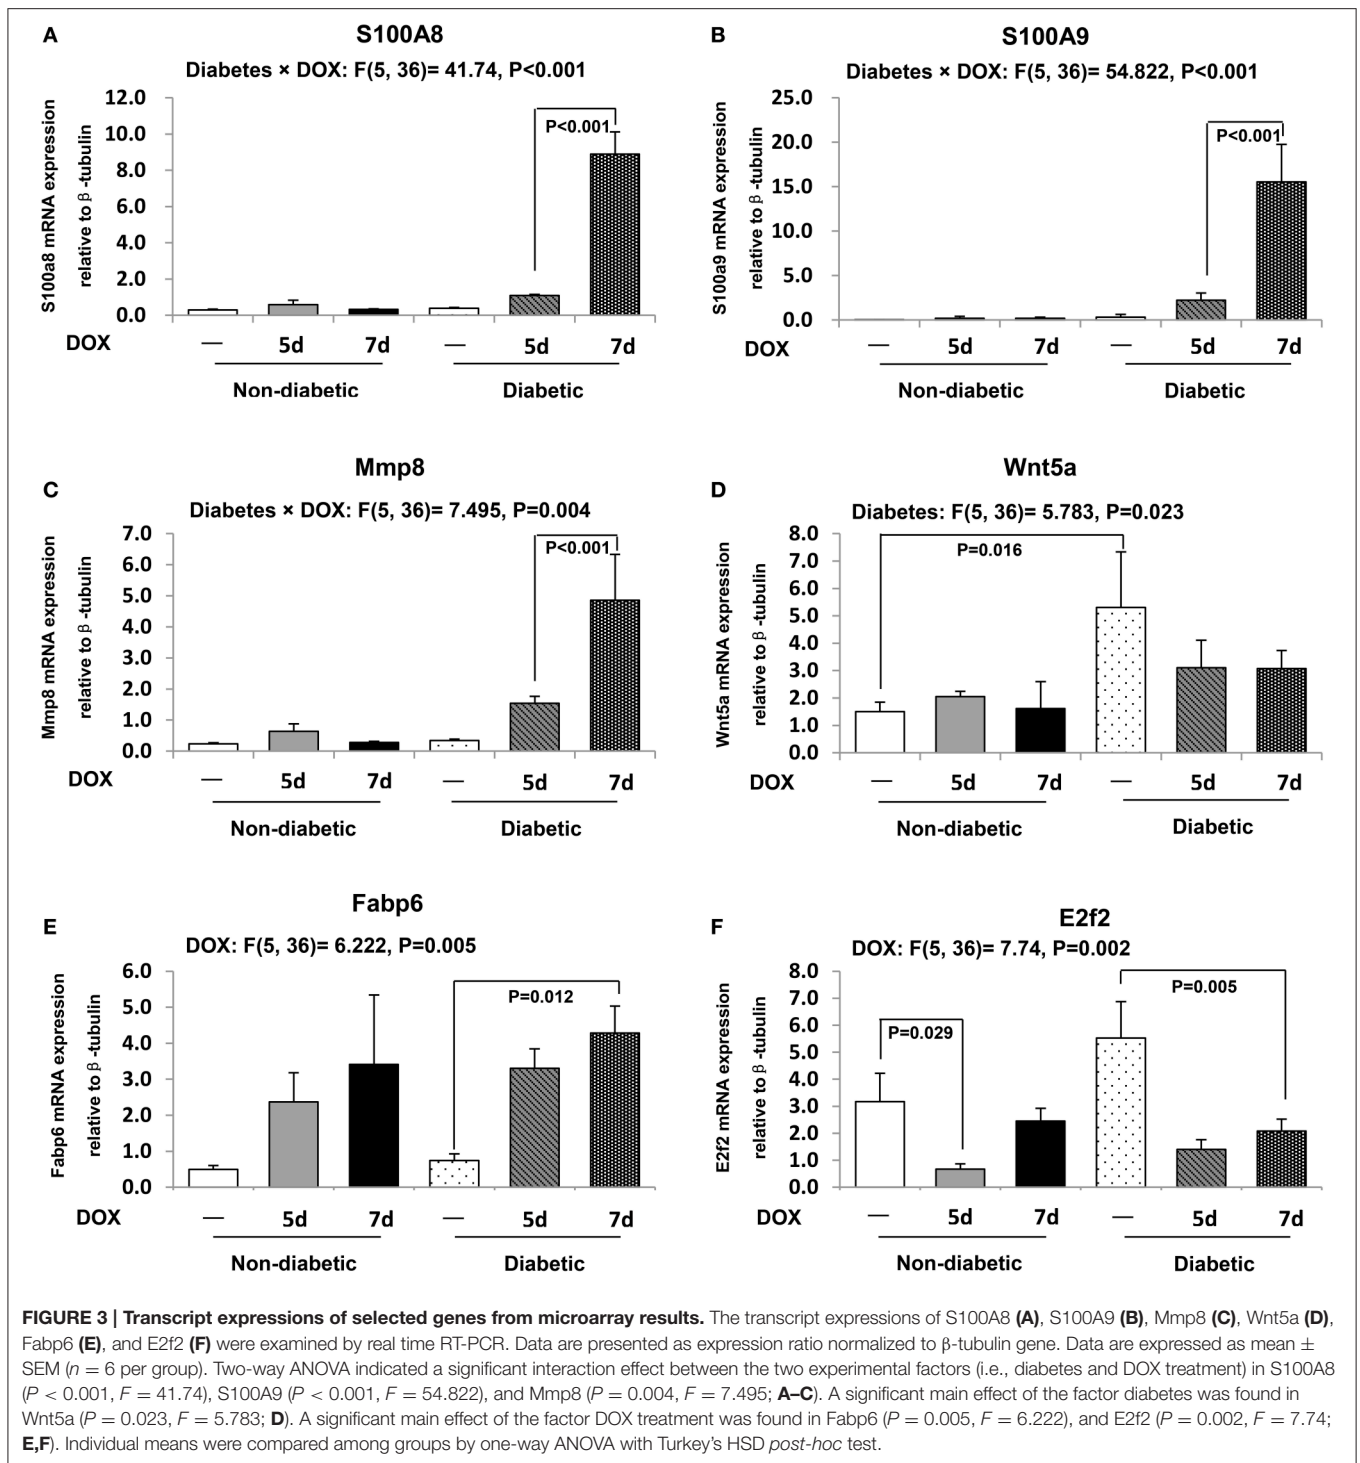 A
S100A8
Diabetes × DOX: F(5, 36)= 41.74, P<0.001
S100a8 mRNA expression
relative to β -tubulin
12.0
10.0
8.0
6.0
4.0
2.0
0.0
P<0.001
DOX
— 5d 7d — 5d 7d
Non-diabetic Diabetic
B
S100A9
Diabetes × DOX: F(5, 36)= 54.822, P<0.001
S100a9 mRNA expression
relative to β -tubulin
25.0
20.0
15.0
10.0
5.0
0.0
P<0.001
DOX
— 5d 7d — 5d 7d
Non-diabetic Diabetic
C
Mmp8
Diabetes × DOX: F(5, 36)= 7.495, P=0.004
Mmp8 mRNA expression
relative to β -tubulin
7.0
6.0
5.0
4.0
3.0
2.0
1.0
0.0
P<0.001
DOX
— 5d 7d — 5d 7d
Non-diabetic Diabetic
D
Wnt5a
Diabetes: F(5, 36)= 5.783, P=0.023
Wnt5a mRNA expression
relative to β -tubulin
8.0
7.0
6.0
5.0
4.0
3.0
2.0
1.0
0.0
P=0.016
DOX
— 5d 7d — 5d 7d
Non-diabetic Diabetic
E
Fabp6
DOX: F(5, 36)= 6.222, P=0.005
Fabp6 mRNA expression
relative to β -tubulin
6.0
5.0
4.0
3.0
2.0
1.0
0.0
P=0.012
DOX
— 5d 7d — 5d 7d
Non-diabetic Diabetic
F
E2f2
DOX: F(5, 36)= 7.74, P=0.002
E2f2 mRNA expression
relative to β -tubulin
8.0
7.0
6.0
5.0
4.0
3.0
2.0
1.0
0.0
P=0.029
P=0.005
DOX
— 5d 7d — 5d 7d
Non-diabetic Diabetic
FIGURE 3 | Transcript expressions of selected genes from microarray results. The transcript expressions of S100A8 (A), S100A9 (B), Mmp8 (C), Wnt5a (D),
Fabp6 (E), and E2f2 (F) were examined by real time RT-PCR. Data are presented as expression ratio normalized to β-tubulin gene. Data are expressed as mean ±
SEM (n = 6 per group). Two-way ANOVA indicated a significant interaction effect between the two experimental factors (i.e., diabetes and DOX treatment) in S100A8
(P < 0.001, F = 41.74), S100A9 (P < 0.001, F = 54.822), and Mmp8 (P = 0.004, F = 7.495; A–C). A significant main effect of the factor diabetes was found in
Wnt5a (P = 0.023, F = 5.783; D). A significant main effect of the factor DOX treatment was found in Fabp6 (P = 0.005, F = 6.222), and E2f2 (P = 0.002, F = 7.74;
E,F). Individual means were compared among groups by one-way ANOVA with Turkey's HSD post-hoc test.